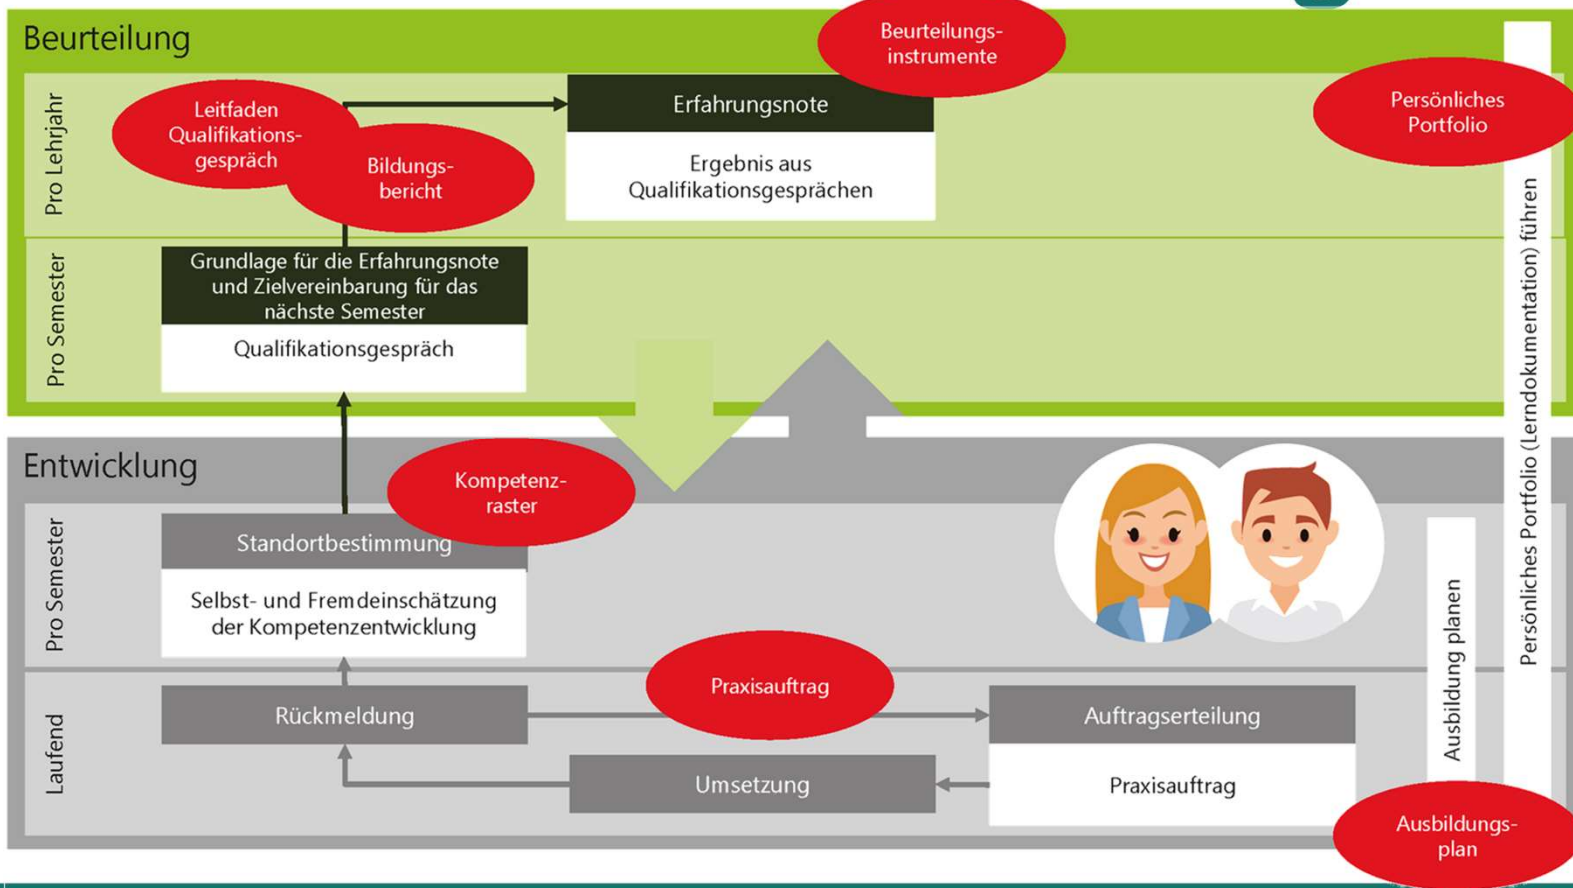 Beurteilung
Beurteilungs-
instrumente
Pro Lehrjahr
Leitfaden
Qualifikations-
gespräch
Bildungs-
bericht
Erfahrungsnote
Ergebnis aus
Qualifikationsgesprächen
Persönliches
Portfolio
Pro Semester
Grundlage für die Erfahrungsnote
und Zielvereinbarung für das
nächste Semester
Qualifikationsgespräch
Persönliches Portfolio (Lerndokumentation) führen
Entwicklung
Kompetenz-
raster
Pro Semester
Standortbestimmung
Selbst- und Fremdeinschätzung
der Kompetenzentwicklung
Ausbildung planen
Laufend
Rückmeldung
Praxisauftrag
Auftragserteilung
Praxisauftrag
Umsetzung
Ausbildungs-
plan